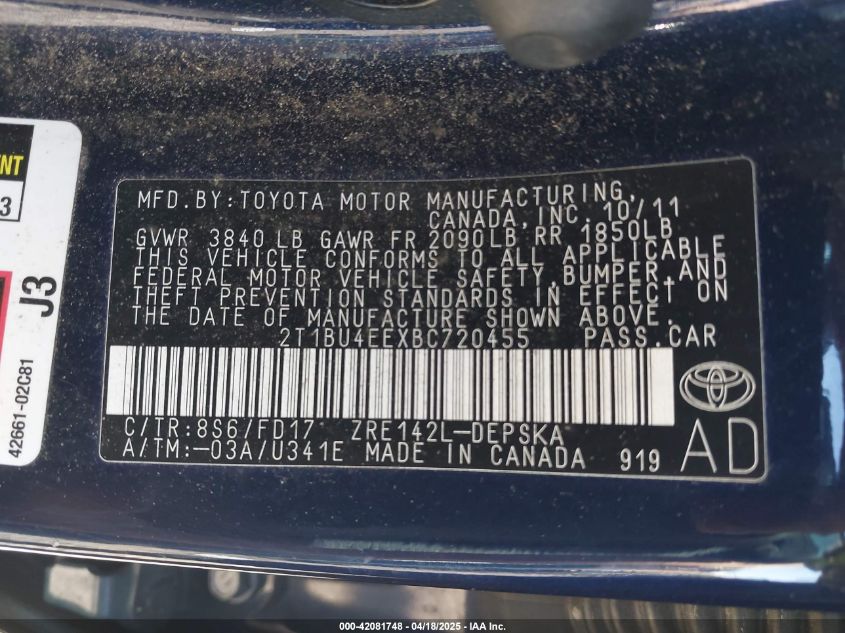 NT
3
J3
42661-02C81
MFD.BY:TOYOTA MOTOR MANUFACTURING,
CANADA,INC. 10/11
GVWR 3840 LB GAWR FR 2090LB RR 1850LB
THIS VEHICLE CONFORMS TO ALL APPLICABLE
FEDERAL MOTOR VEHICLE SAFETY,BUMPER,AND
THEFT PREVENTION STANDARDS IN EFFECT ON
THE DATE OF MANUFACTURE SHOWN ABOVE.
2T1BU4EEXBC720455 PASS.CAR
C/TR:8S6/FD17 ZRE142L-DEPSKA
A/TM:-03A/U341E MADE IN CANADA 919
AD
000-42081748 - 04/18/2025 - IAA Inc.